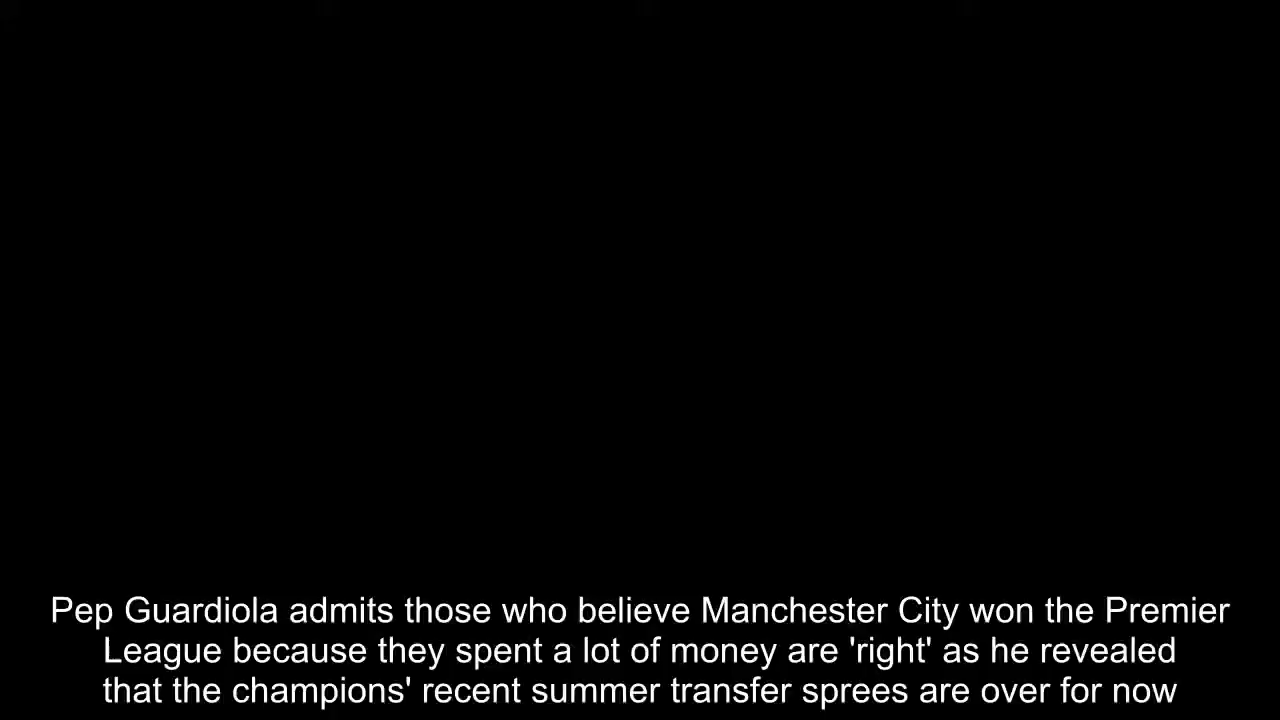 Pep Guardiola admits those who believe Manchester City won the Premier
League because they spent a lot of money are 'right' as he revealed
that the champions' recent summer transfer sprees are over for now